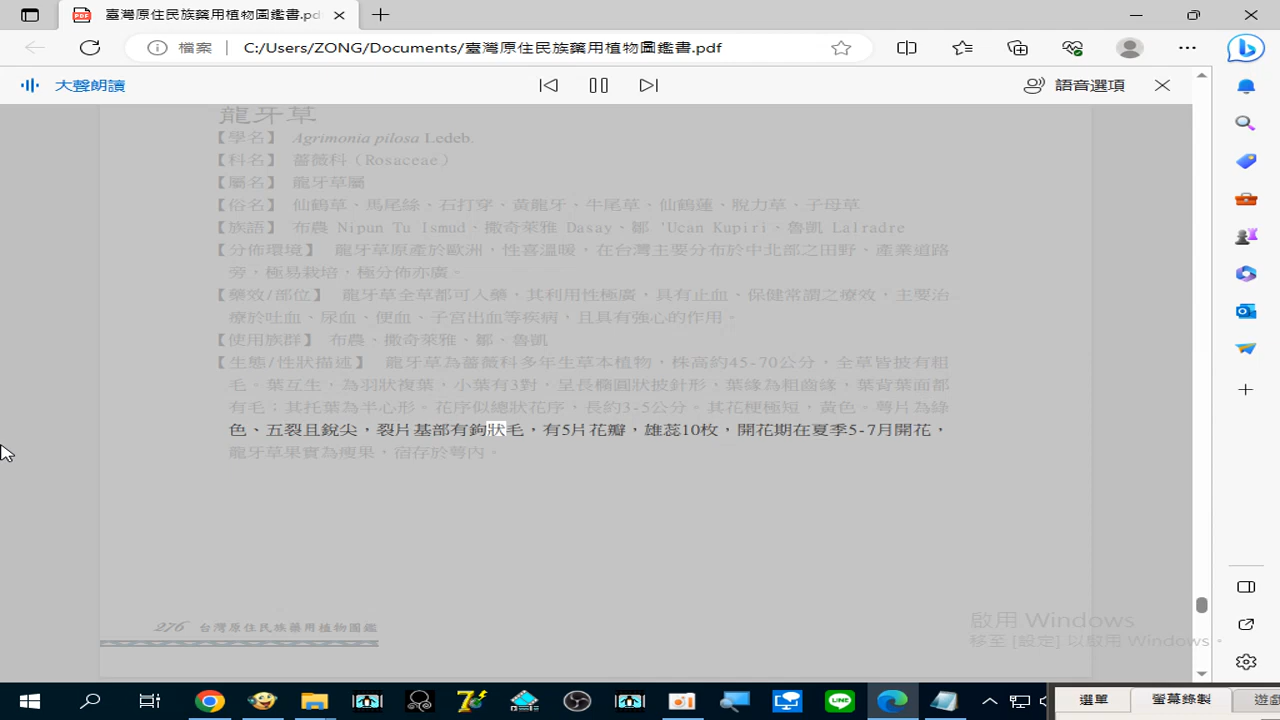 臺灣原住民族藥用植物圖鑑書.pd
檔案
C:/Users/ZONG/Documents/臺灣原住民族藥用植物圖鑑書.pdf
大聲朗讀
語音選項
龍牙草
【學名】 Agrimonia pilosa Ledeb.
【科名】 薔薇科（Rosaceae）
【屬名】 龍牙草屬
【俗名】 仙鶴草、馬尾絲、石打穿、黃龍牙、牛尾草、仙鶴蓮、脫力草、子母草
【族語】 布農 Nipun Tu Ismud、撒奇萊雅 Dasay、鄒 'Ucan Kupiri、魯凱 Lalradre
【分佈環境】 龍牙草原產於歐洲，性喜溫暖，在台灣主要分布於中北部之田野、產業道路
旁，極易栽培，極分佈亦廣。
【藥效/部位】 龍牙草全草都可入藥，其利用性極廣，具有止血、保健常謂之療效，主要治
療於吐血、尿血、便血、子宮出血等疾病，且具有強心的作用。
【使用族群】 布農、撒奇萊雅、鄒、魯凱
【生態/性狀描述】 龍牙草為薔薇科多年生草本植物，株高約45-70公分，全草皆披有粗
毛。葉互生，為羽狀複葉，小葉有3對，呈長橢圓狀披針形，葉緣為粗齒緣，葉背葉面都
有毛；其托葉為半心形。花序似總狀花序，長約3-5公分。其花梗極短，黃色。萼片為綠
色、五裂且銳尖，裂片基部有鉤狀毛，有5片花瓣，雄蕊10枚，開花期在夏季5-7月開花，
龍牙草果實為瘦果，宿存於萼內。
276 台灣原住民族藥用植物圖鑑
啟用 Windows
移至 [設定] 以啟用 Windows。
選單
螢幕錄製
遊戲